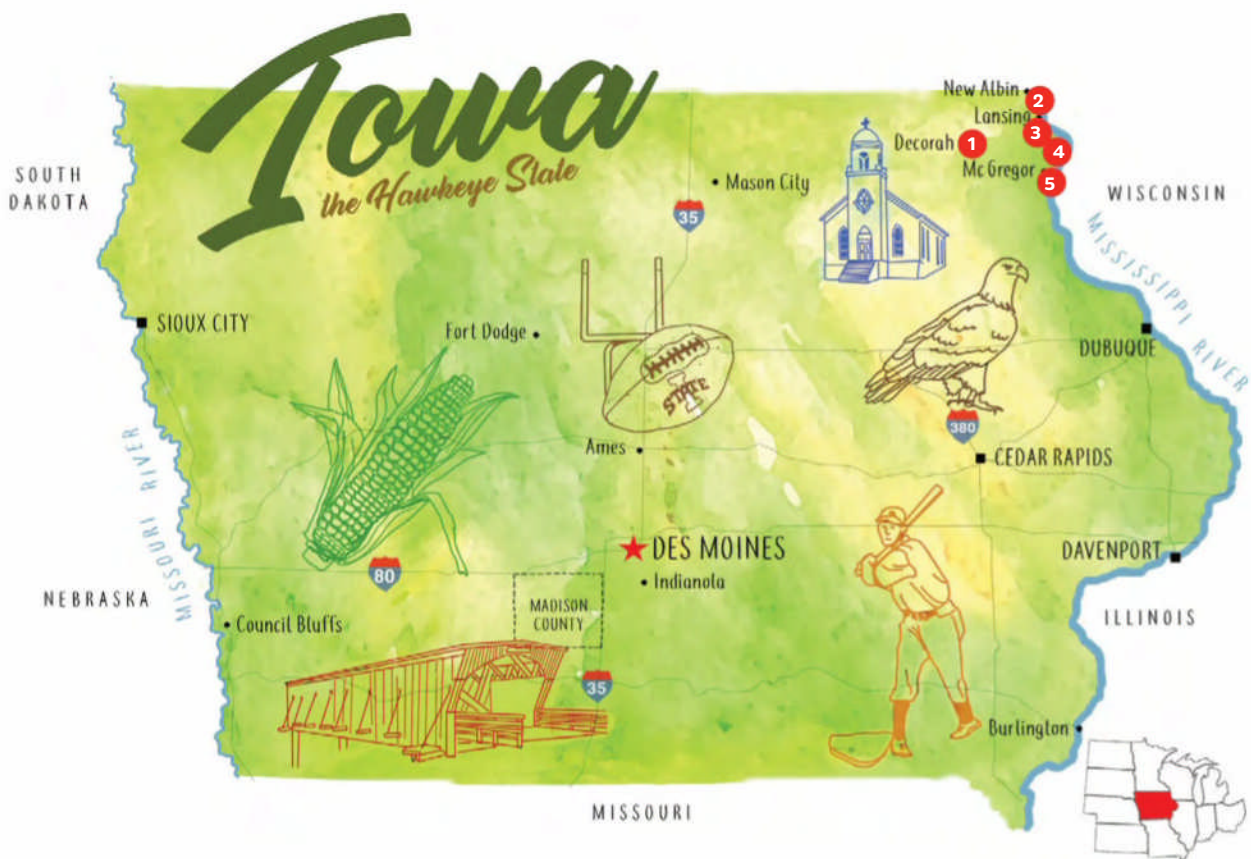 Iowa
the Hawkeye State
New Albin
2
Lansing
3
Decorah 1
4
Mc Gregor
5
SOUTH
DAKOTA
Mason City
WISCONSIN
35
MISSISSIPPI RIVER
SIOUX CITY
Fort Dodge
DUBUQUE
STATE
380
Ames
CEDAR RAPIDS
MISSOURI RIVER
DES MOINES
DAVENPORT
80
Indianola
NEBRASKA
MADISON
COUNTY
ILLINOIS
Council Bluffs
35
Burlington
MISSOURI